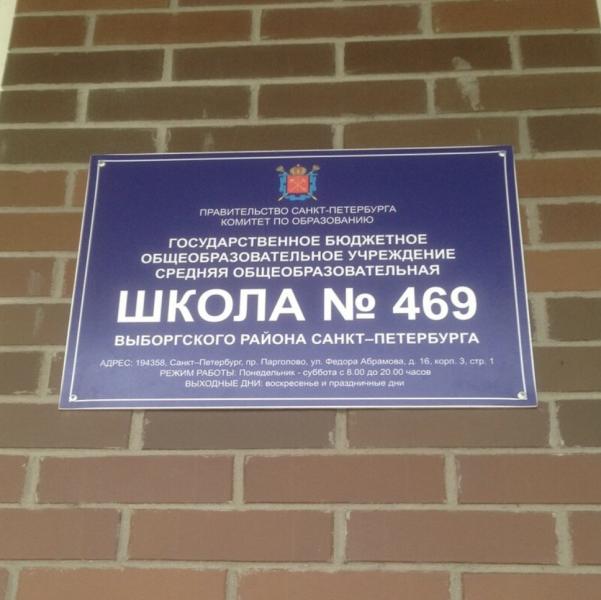 ПРАВИТЕЛЬСТВО САНКТ-ПЕТЕРБУРГА
КОМИТЕТ ПО ОБРАЗОВАНИЮ
ГОСУДАРСТВЕННОЕ БЮДЖЕТНОЕ
ОБЩЕОБРАЗОВАТЕЛЬНОЕ УЧРЕЖДЕНИЕ
СРЕДНЯЯ ОБЩЕОБРАЗОВАТЕЛЬНАЯ
ШКОЛА № 469
ВЫБОРГСКОГО РАЙОНА САНКТ–ПЕТЕРБУРГА
АДРЕС: 194358, Санкт–Петербург, пр. Парголово, ул. Федора Абрамова, д. 16, корп. 3, стр. 1
РЕЖИМ РАБОТЫ: Понедельник - суббота с 8.00 до 20.00 часов
ВЫХОДНЫЕ ДНИ: воскресенье и праздничные дни